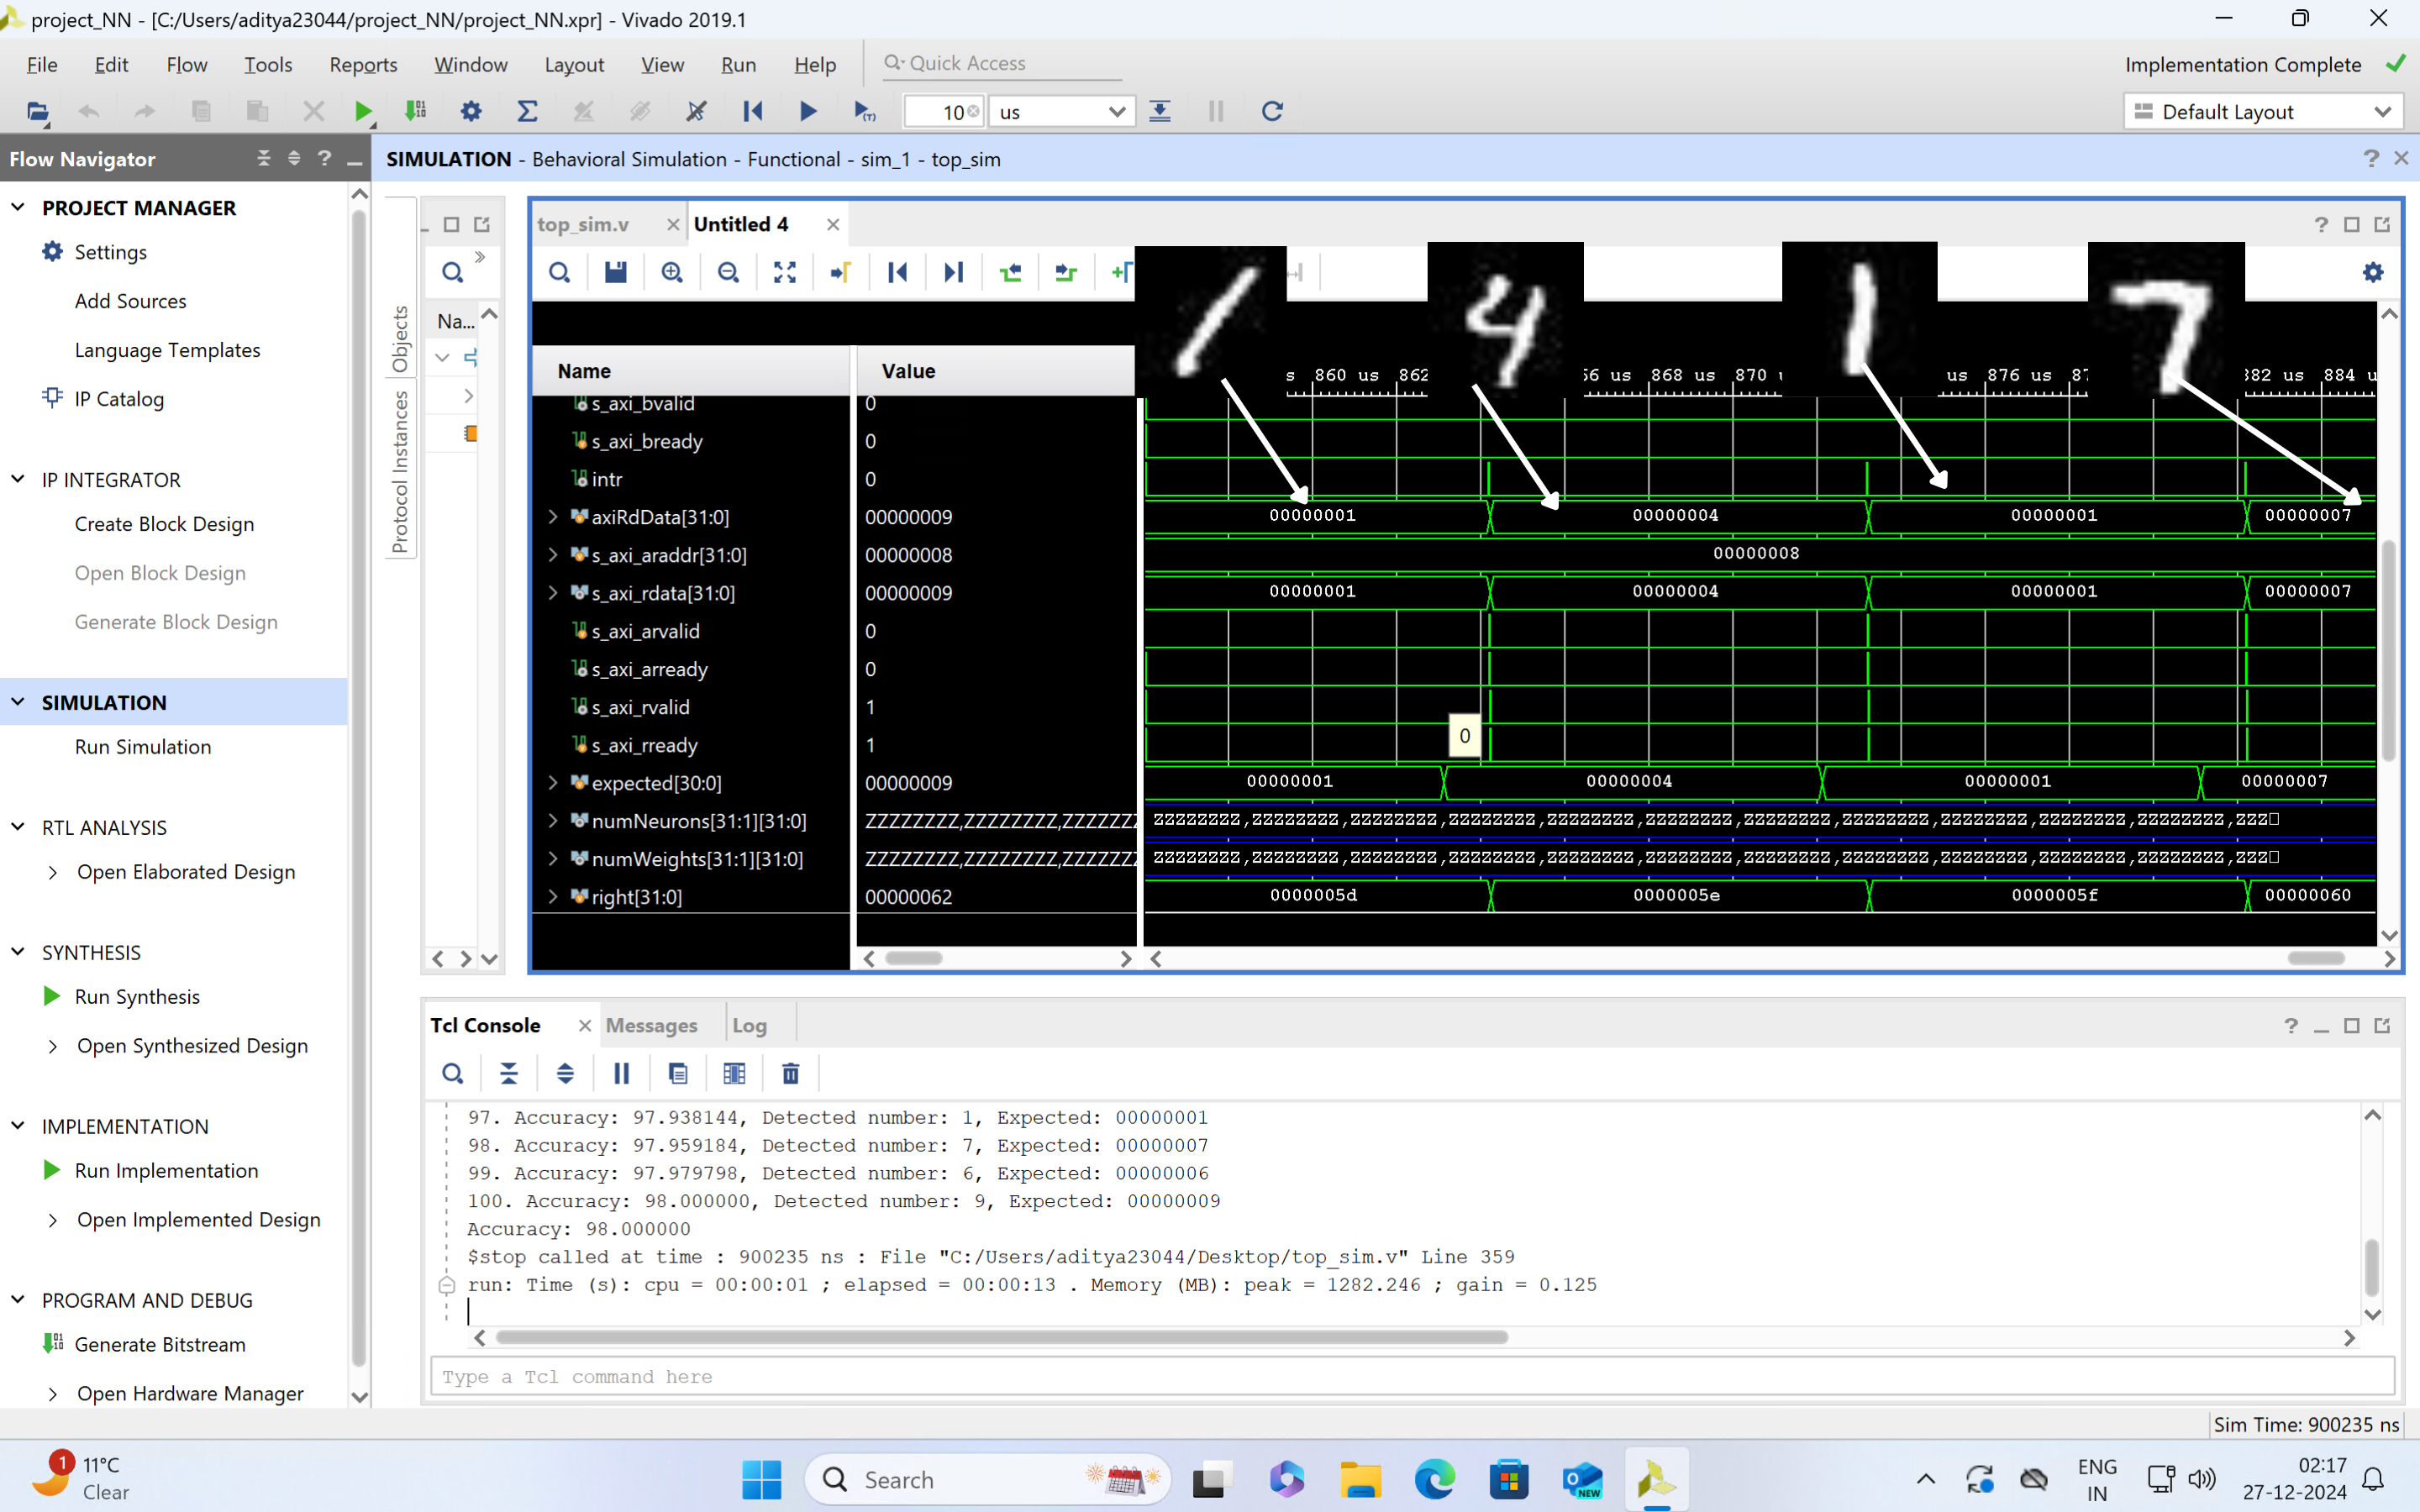 project_NN - [C:/Users/aditya23044/project_NN/project_NN.xpr] - Vivado 2019.1
File Edit Flow Tools Reports Window Layout View Run Help Quick Access
Implementation Complete
10 us
Default Layout
Flow Navigator
SIMULATION - Behavioral Simulation - Functional - sim_1 - top_sim
PROJECT MANAGER
Settings
Add Sources
Language Templates
IP Catalog
IP INTEGRATOR
Create Block Design
Open Block Design
Generate Block Design
SIMULATION
Run Simulation
RTL ANALYSIS
Open Elaborated Design
SYNTHESIS
Run Synthesis
Open Synthesized Design
IMPLEMENTATION
Run Implementation
Open Implemented Design
PROGRAM AND DEBUG
Generate Bitstream
Open Hardware Manager
Objects
Protocol Instances
Na...
top_sim.v Untitled 4
1 4 1 7
Name Value
860 us 868 us 870 us 876 us 884
s_axi_bvalid 0
s_axi_bready 0
intr 0
axiRdData[31:0] 00000009 00000001 00000004 00000001 00000007
s_axi_araddr[31:0] 00000008 00000008
s_axi_rdata[31:0] 00000009 00000001 00000004 00000001 00000007
s_axi_arvalid 0
s_axi_arready 0
s_axi_rvalid 1
s_axi_rready 1 0
expected[30:0] 00000009 00000001 00000004 00000001 00000007
numNeurons[31:1][31:0] ZZZZZZZZ,ZZZZZZZZ,ZZZZZZZ ZZZZZZZZ,ZZZZZZZZ,ZZZZZZZZ,ZZZZZZZZ,ZZZZZZZZ,ZZZZZZZZ,ZZZZZZZZ,ZZZZZZZZ,ZZZZZZZZ,ZZZZZZZZ,ZZZZZZZZ,ZZZ
numWeights[31:1][31:0] ZZZZZZZZ,ZZZZZZZZ,ZZZZZZZ ZZZZZZZZ,ZZZZZZZZ,ZZZZZZZZ,ZZZZZZZZ,ZZZZZZZZ,ZZZZZZZZ,ZZZZZZZZ,ZZZZZZZZ,ZZZZZZZZ,ZZZZZZZZ,ZZZZZZZZ,ZZZ
right[31:0] 00000062 0000005d 0000005e 0000005f 00000060
Tcl Console Messages Log
97. Accuracy: 97.938144, Detected number: 1, Expected: 00000001
98. Accuracy: 97.959184, Detected number: 7, Expected: 00000007
99. Accuracy: 97.979798, Detected number: 6, Expected: 00000006
100. Accuracy: 98.000000, Detected number: 9, Expected: 00000009
Accuracy: 98.000000
$stop called at time : 900235 ns : File "C:/Users/aditya23044/Desktop/top_sim.v" Line 359
run: Time (s): cpu = 00:00:01 ; elapsed = 00:00:13 . Memory (MB): peak = 1282.246 ; gain = 0.125
Type a Tcl command here
Sim Time: 900235 ns
1
11°C
Clear
Search
NEW
ENG
IN
02:17
27-12-2024